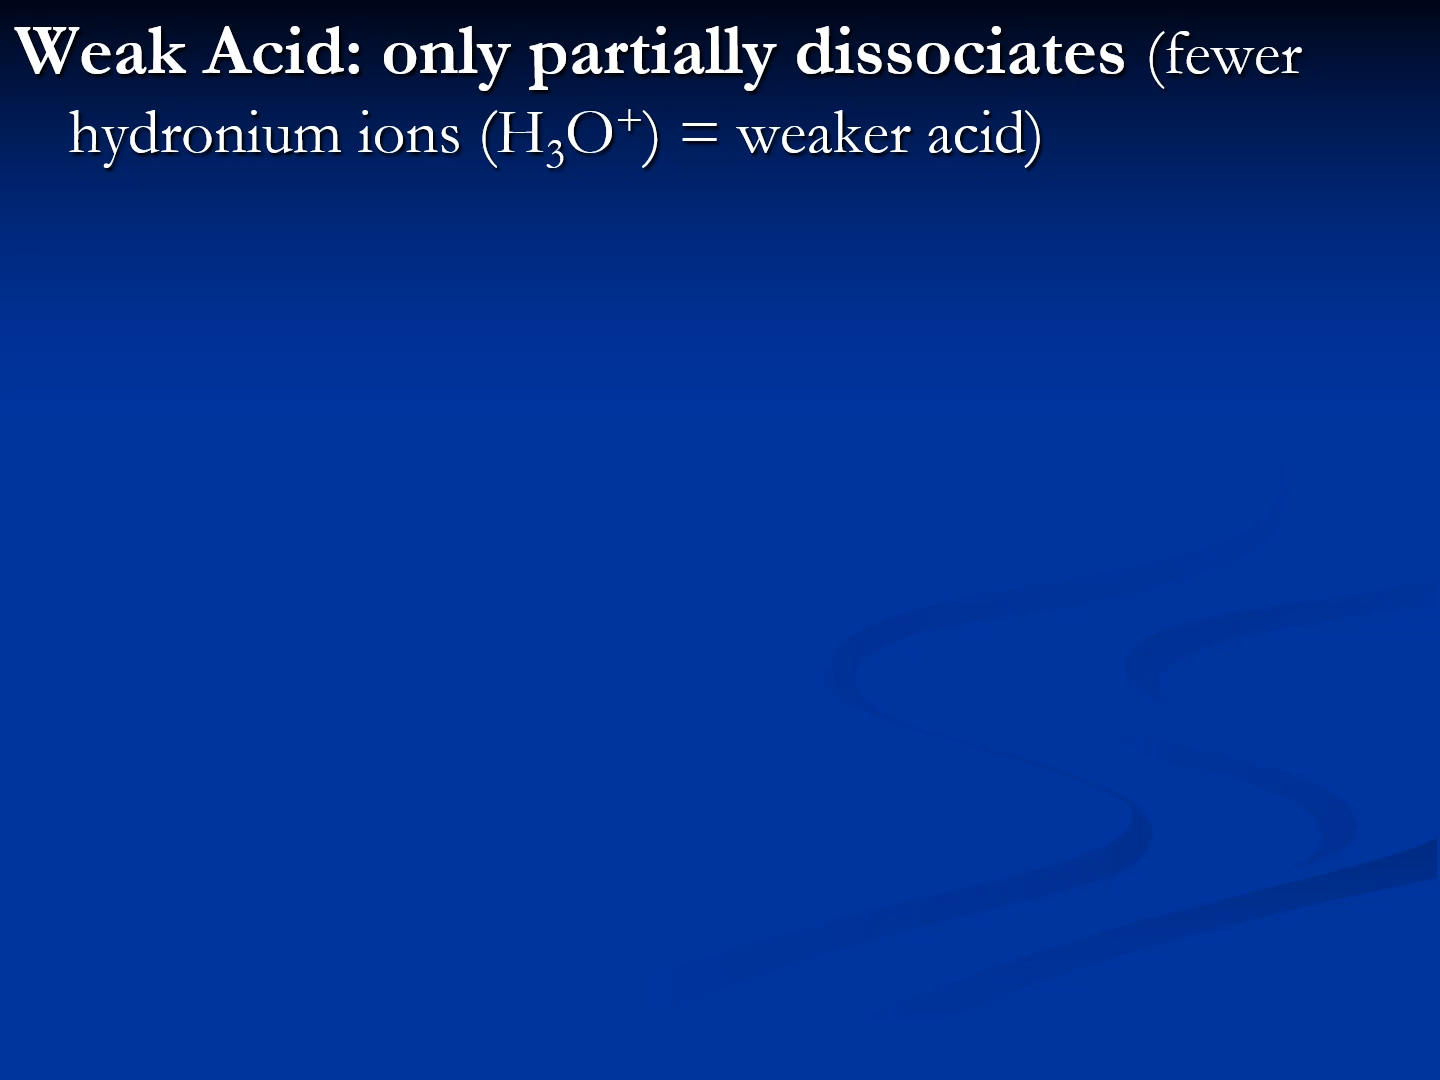 Weak Acid: only partially dissociates (fewer
hydronium ions (H₃O⁺) = weaker acid)